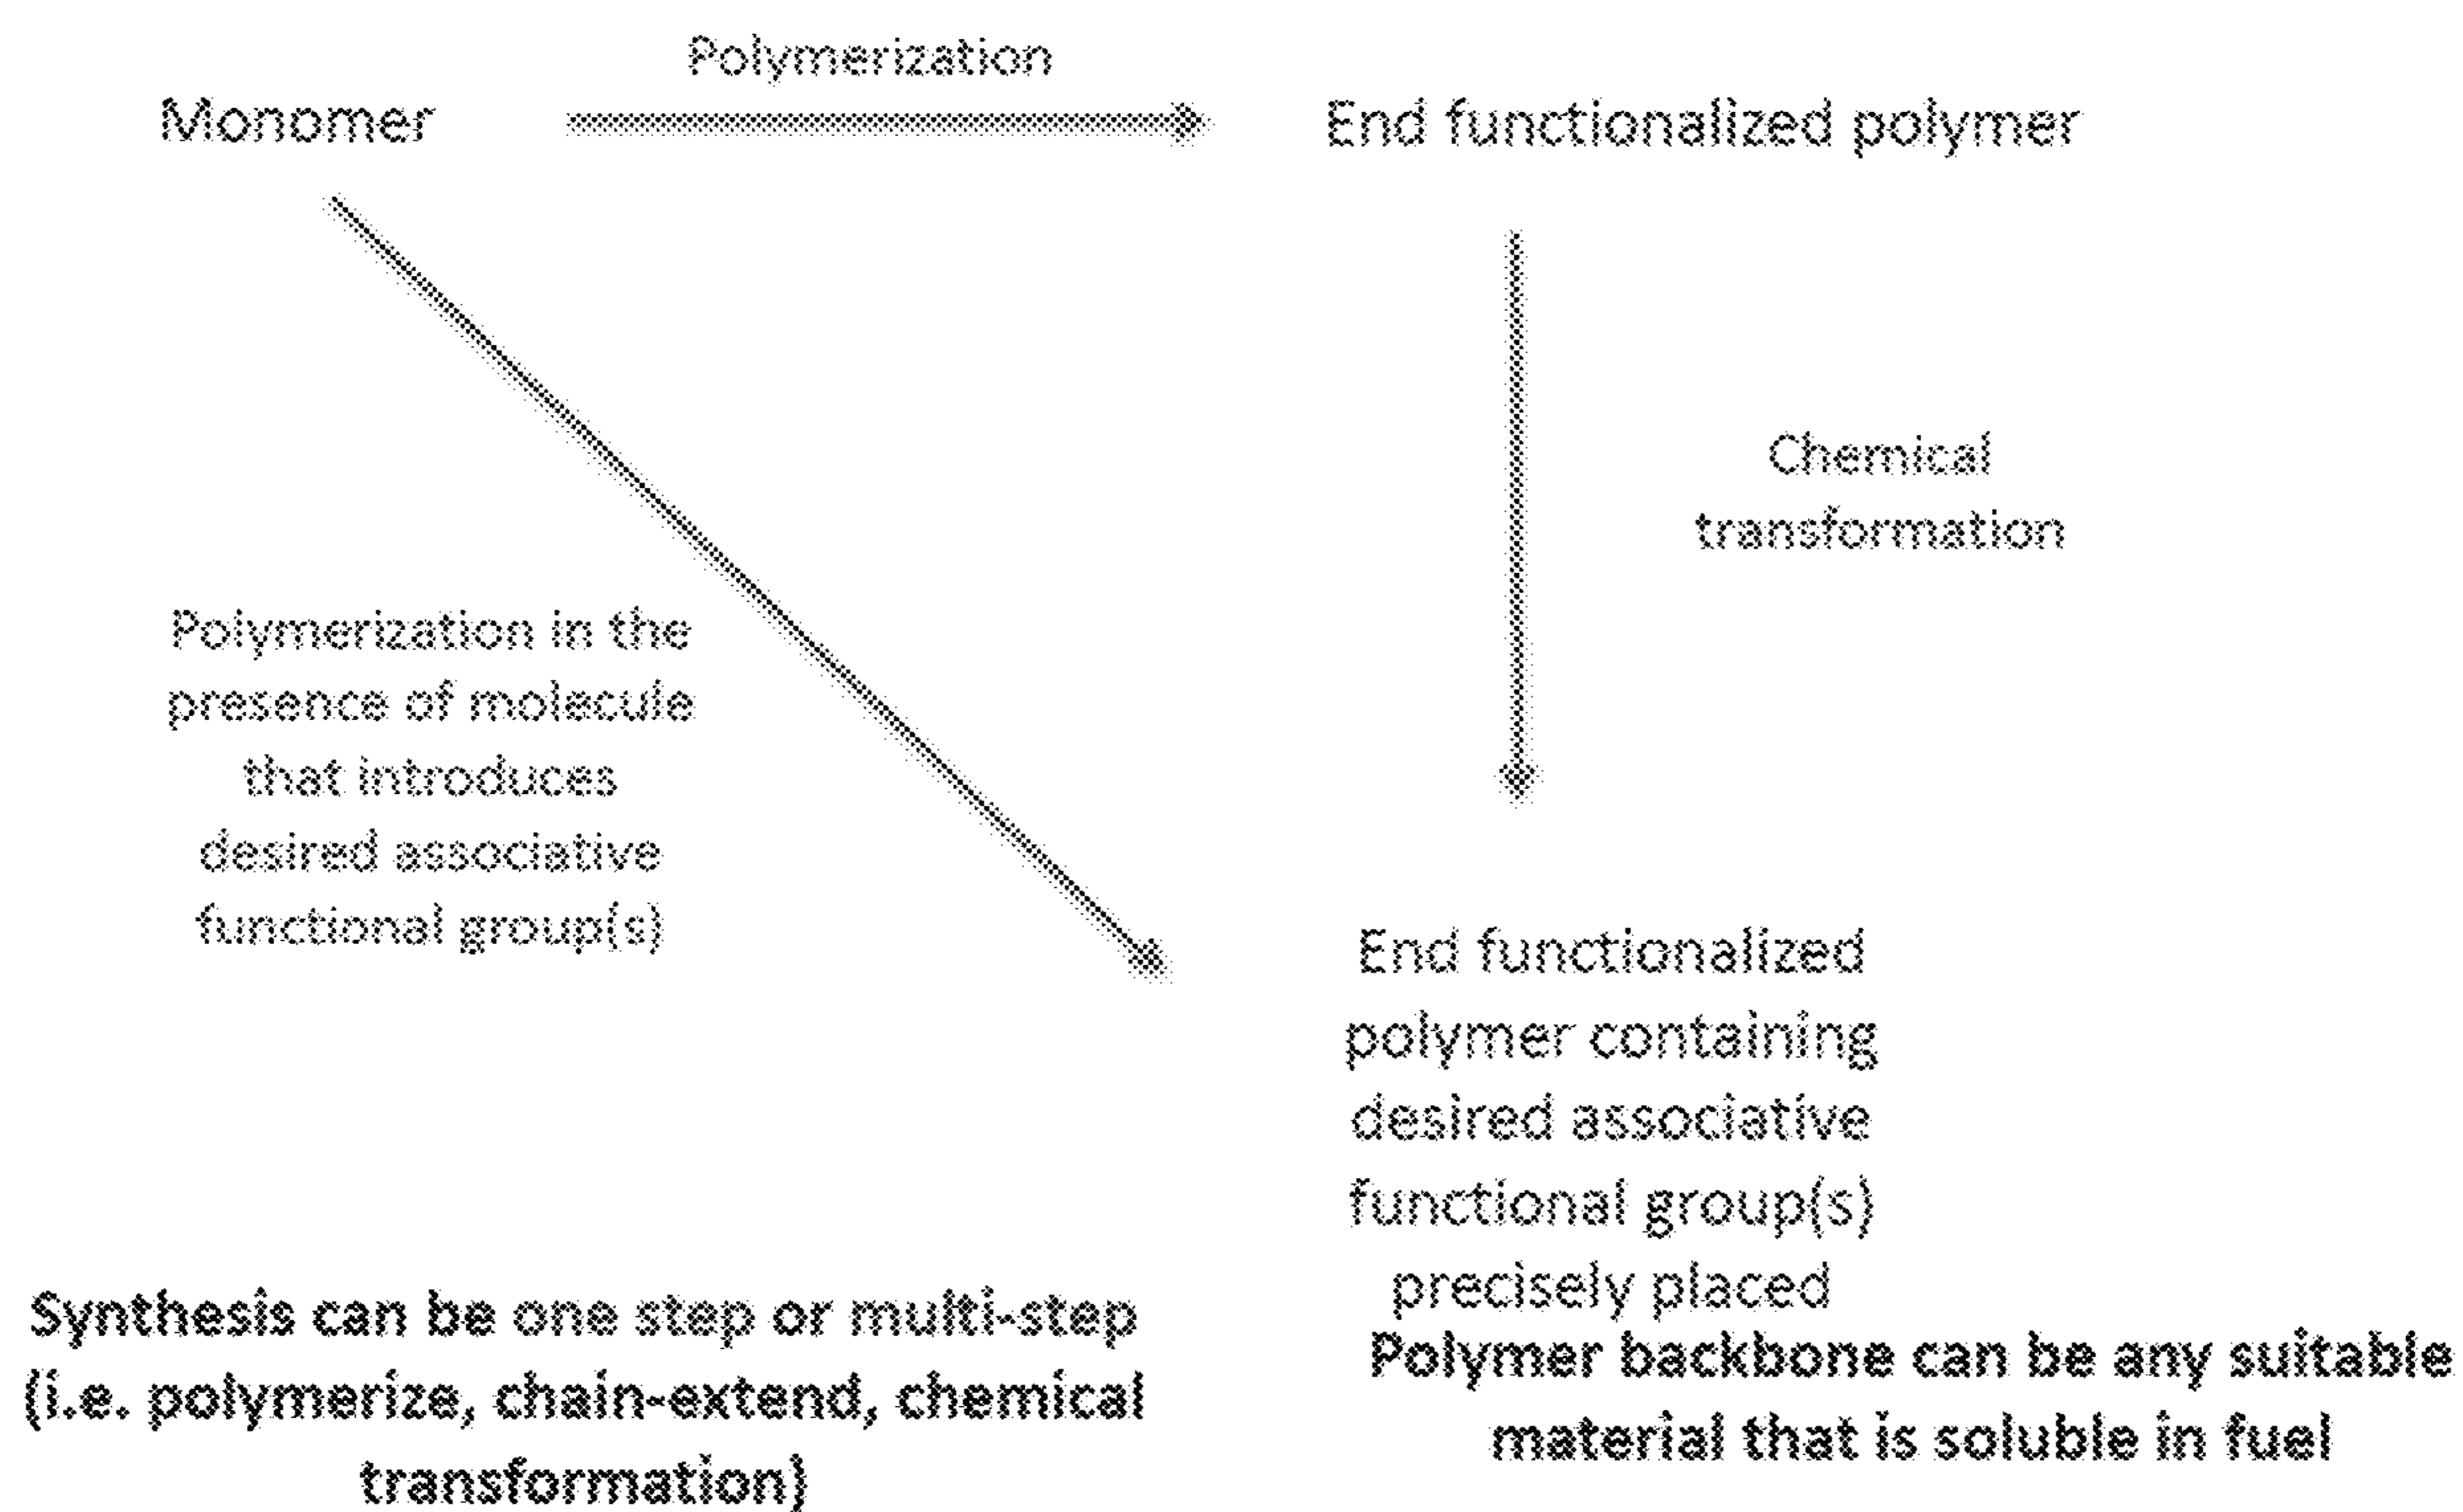 Polymerization
Monomer
End functionalized polymer
Chemical
transformation
Polymerization in the
presence of molecule
that introduces
desired associative
functional group(s)
End functionalized
polymer containing
desired associative
functional group(s)
precisely placed
Synthesis can be one step or multi-step
(i.e. polymerize, chain-extend, chemical
transformation)
Polymer backbone can be any suitable
material that is soluble in fuel